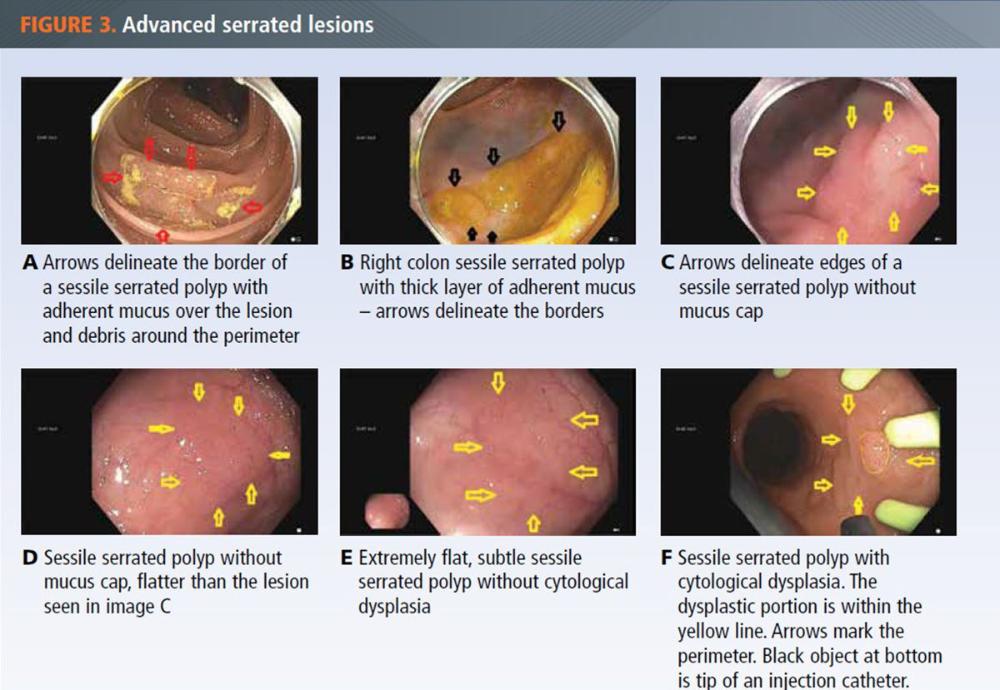 FIGURE 3. Advanced serrated lesions
A Arrows delineate the border of
a sessile serrated polyp with
adherent mucus over the lesion
and debris around the perimeter
B Right colon sessile serrated polyp
with thick layer of adherent mucus
– arrows delineate the borders
C Arrows delineate edges of a
sessile serrated polyp without
mucus cap
D Sessile serrated polyp without
mucus cap, flatter than the lesion
seen in image C
E Extremely flat, subtle sessile
serrated polyp without cytological
dysplasia
F Sessile serrated polyp with
cytological dysplasia. The
dysplastic portion is within the
yellow line. Arrows mark the
perimeter. Black object at bottom
is tip of an injection catheter.